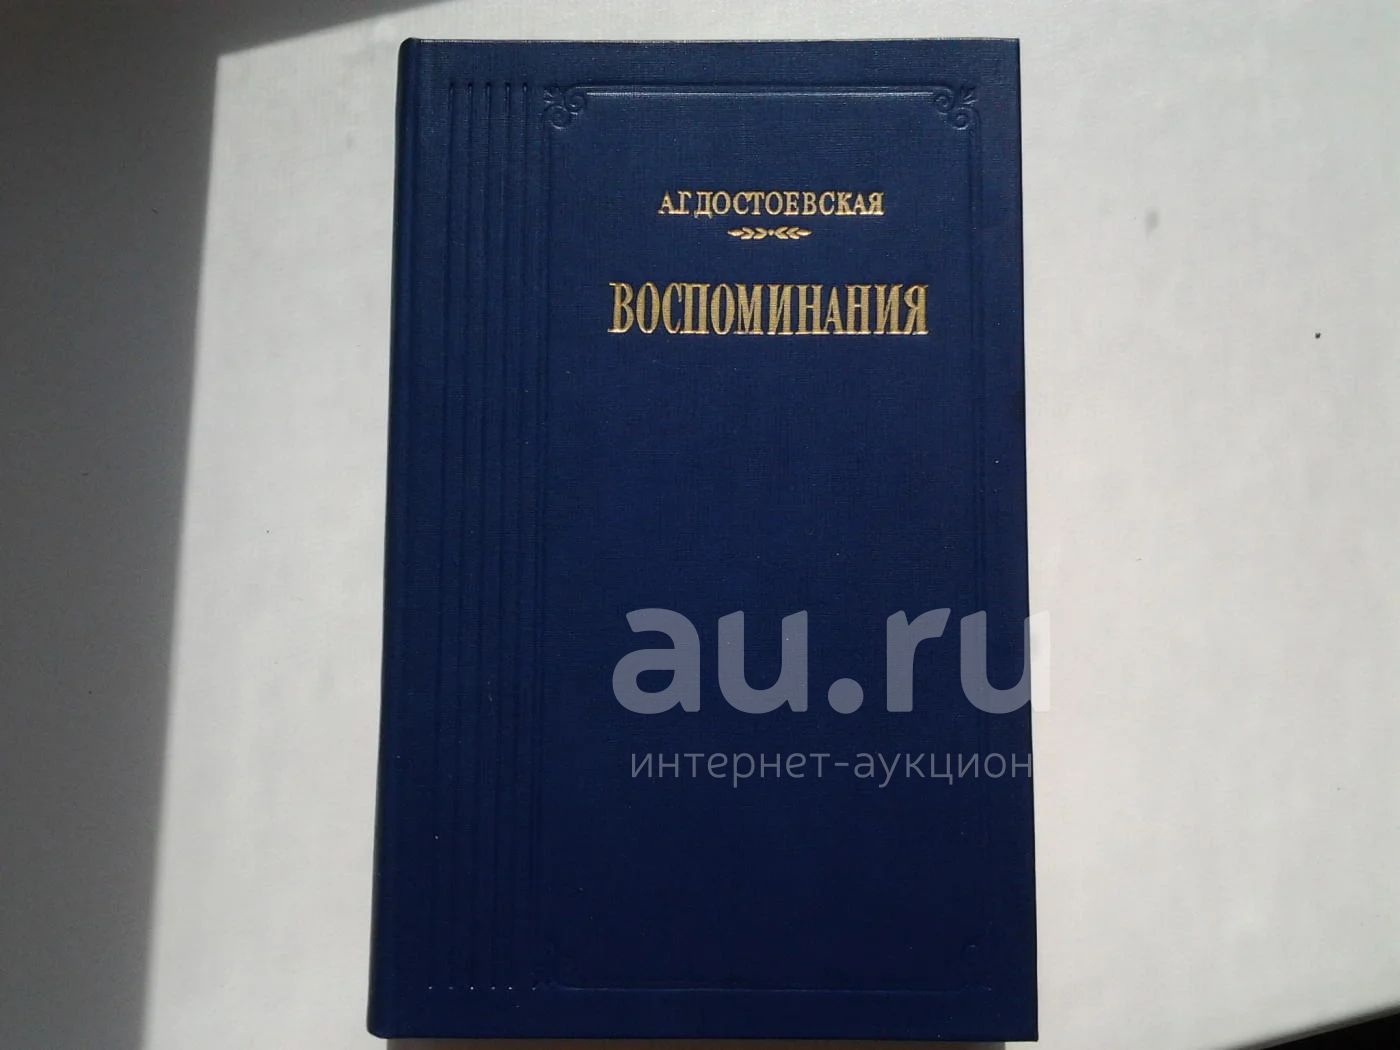 А.Г.ДОСТОЕВСКАЯ
ВОСПОМИНАНИЯ
au.ru
интернет-аукцион